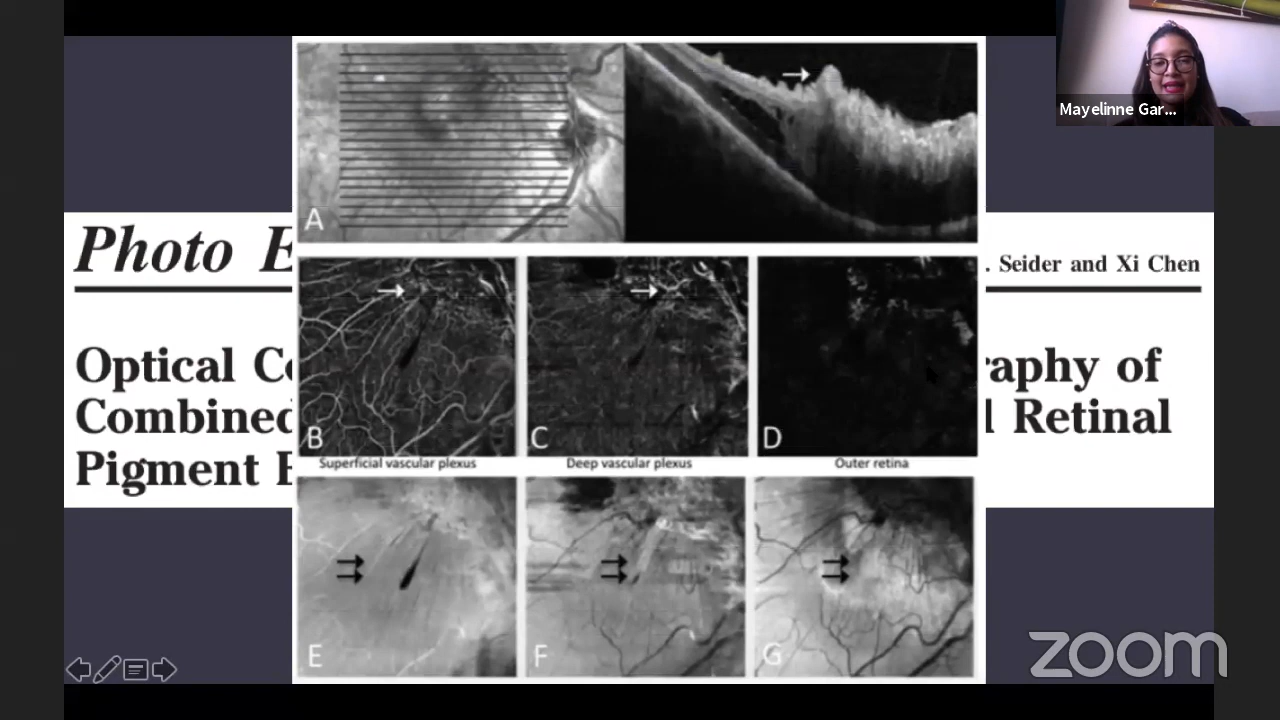 Mayelinne Gar...
A
Photo E
. Seider and Xi Chen
B
C
D
Superficial vascular plexus
Deep vascular plexus
Outer retina
Optical Co
raphy of
Combined
l Retinal
Pigment E
E
F
G
zoom